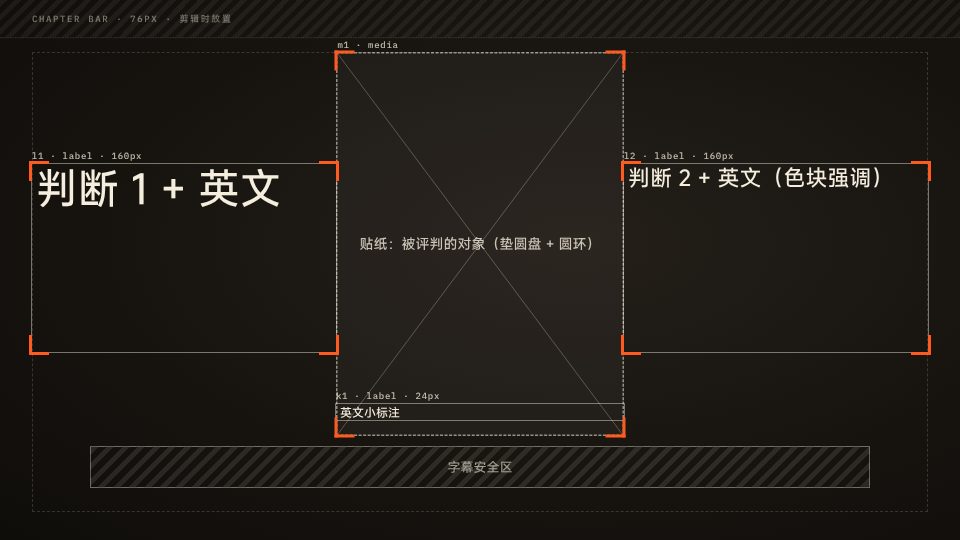 CHAPTER BAR · 76PX · 剪辑时放置
m1 · media
l1 · label · 160px
判断 1 + 英文
l2 · label · 160px
判断 2 + 英文（色块强调）
贴纸：被评判的对象（垫圆盘 + 圆环）
k1 · label · 24px
英文小标注
字幕安全区